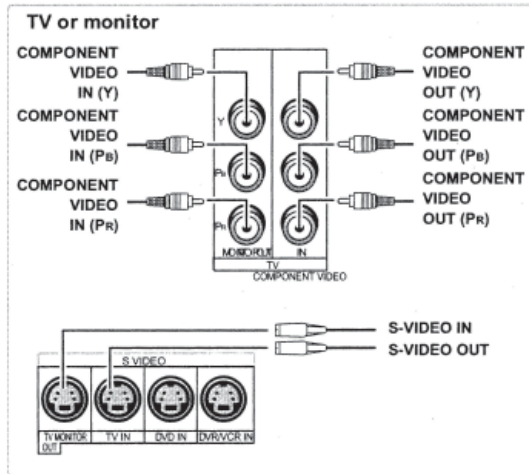 TV or monitor
COMPONENT
VIDEO
IN (Y)
COMPONENT
VIDEO
IN (PB)
COMPONENT
VIDEO
IN (PR)
COMPONENT
VIDEO
OUT (Y)
COMPONENT
VIDEO
OUT (PB)
COMPONENT
VIDEO
OUT (PR)
Y
PB
PR
MONITOR OUT
IN
TV
COMPONENT VIDEO
S-VIDEO IN
S-VIDEO OUT
S VIDEO
TV MONITOR
OUT
TV IN
DVD IN
DVR/VCR IN